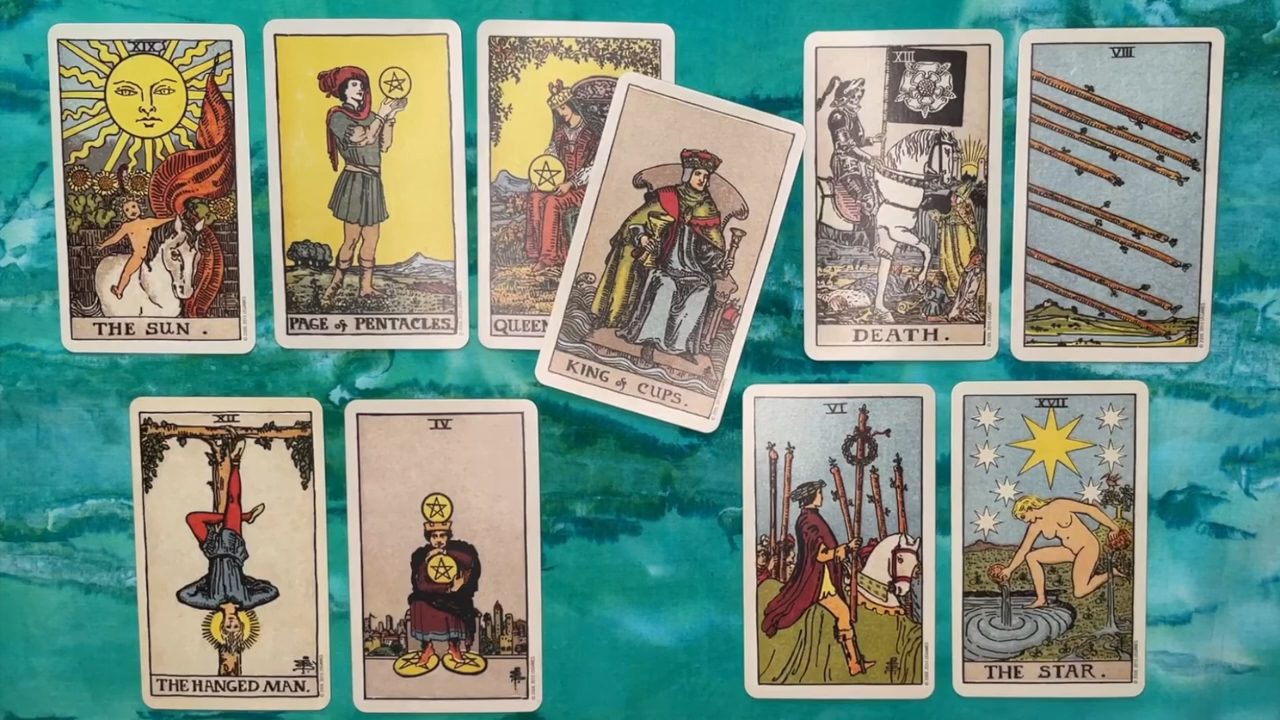 XIX
THE SUN.
PAGE of PENTACLES.
QUEEN
KING of CUPS.
XIII
DEATH.
VIII
XII
THE HANGED MAN.
IV
VI
XVII
THE STAR.